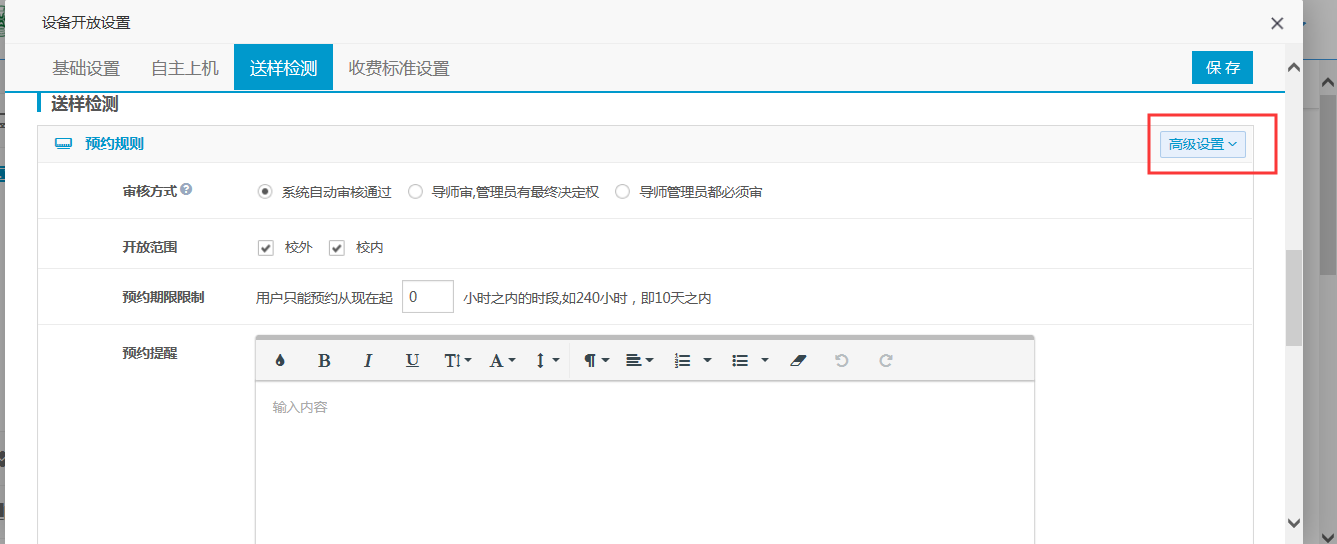 设备开放设置
基础设置 自主上机 送样检测 收费标准设置 保 存
送样检测
预约规则 高级设置
审核方式 系统自动审核通过 导师审,管理员有最终决定权 导师管理员都必须审
开放范围 校外 校内
预约期限限制 用户只能预约从现在起 0 小时之内的时段,如240小时，即10天之内
预约提醒
B I U T A
输入内容